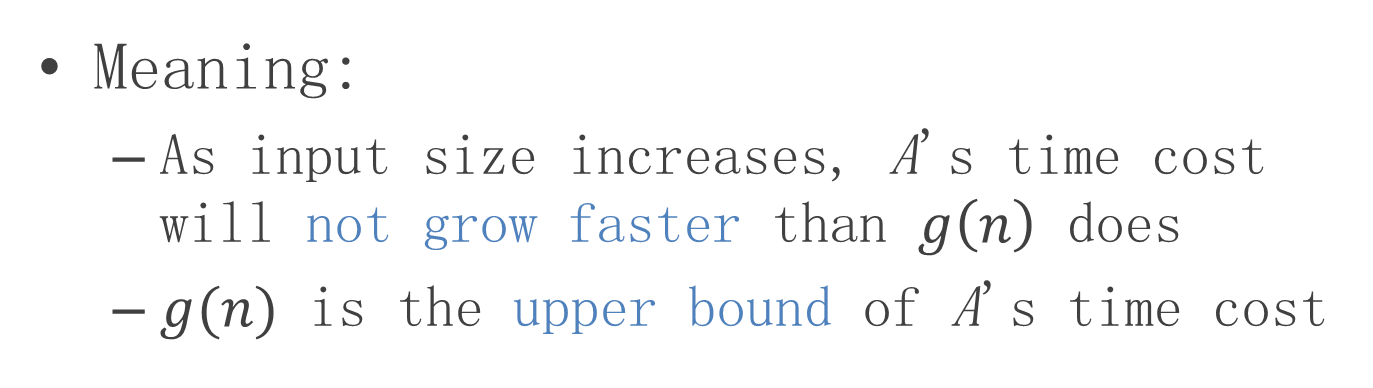 • Meaning:
– As input size increases, A's time cost
will not grow faster than g(n) does
– g(n) is the upper bound of A's time cost